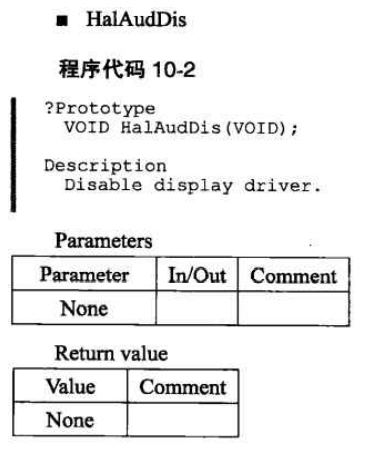 ■ HalAudDis
程序代码 10-2
?Prototype
VOID HalAudDis(VOID);
Description
Disable display driver.
Parameters
Parameter In/Out Comment
None
Return value
Value Comment
None